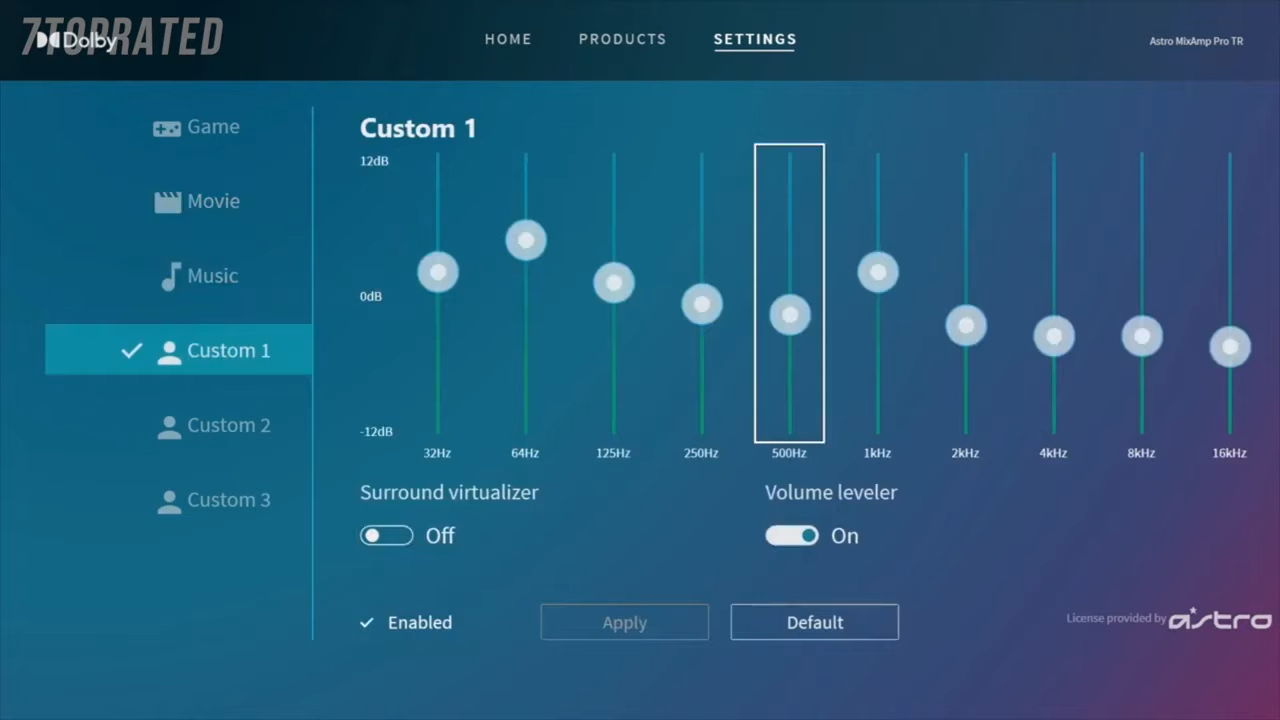 7TOPRATED
Dolby
HOME PRODUCTS SETTINGS
Astro MixAmp Pro TR
Game
Movie
Music
Custom 1
Custom 2
Custom 3
Custom 1
12dB
0dB
-12dB
32Hz 64Hz 125Hz 250Hz 500Hz 1kHz 2kHz 4kHz 8kHz 16kHz
Surround virtualizer
Off
Volume leveler
On
Enabled
Apply
Default
License provided by astro